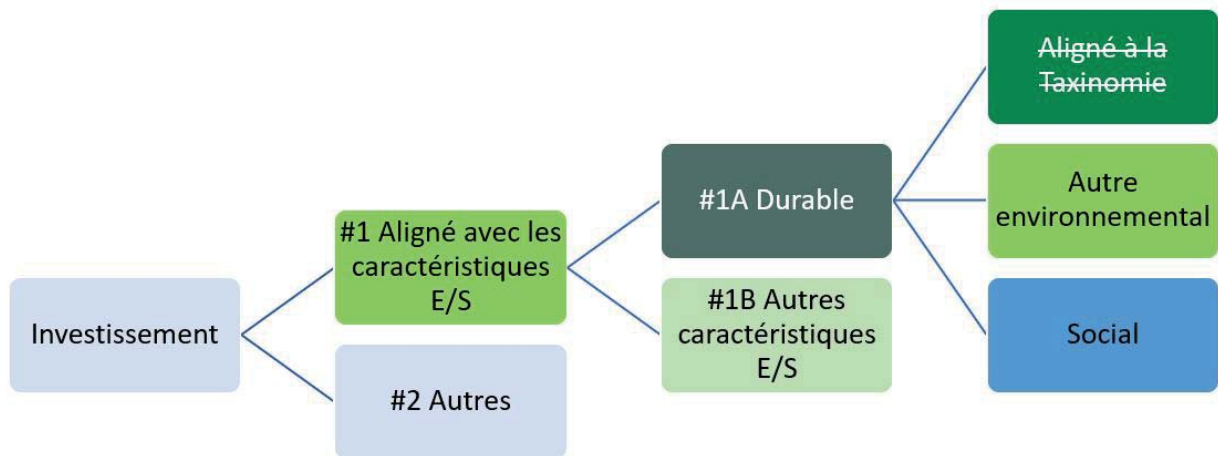 Investissement
#1 Aligné avec les
caractéristiques
E/S
#2 Autres
#1A Durable
#1B Autres
caractéristiques
E/S
Aligné à la
Taxinomie
Autre
environnemental
Social